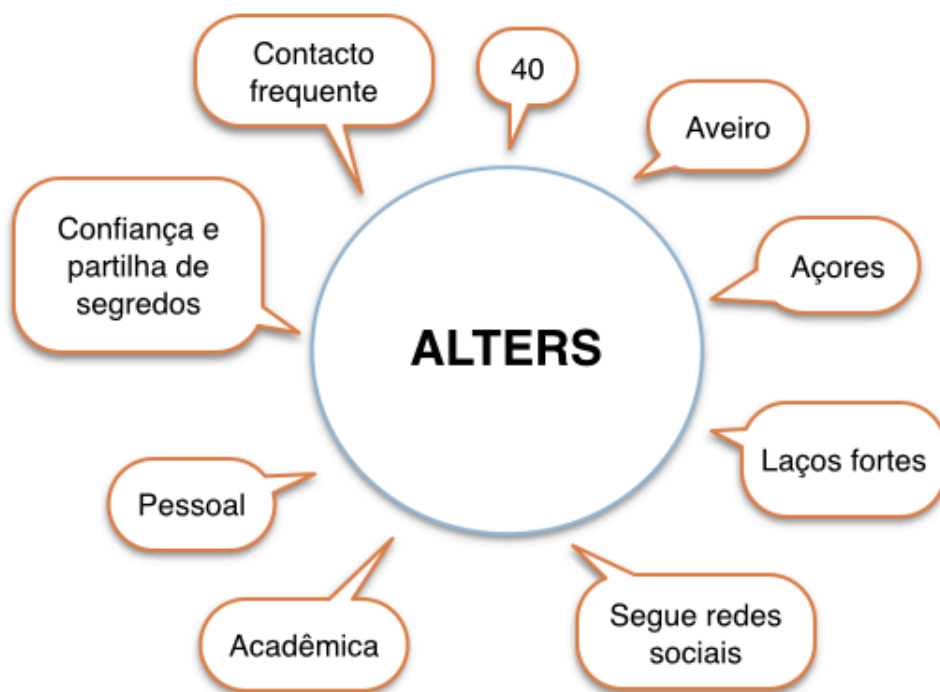 Contacto
frequente
40
Aveiro
Confiança e
partilha de
segredos
Açores
ALTERS
Laços fortes
Pessoal
Acadêmica
Segue redes
sociais